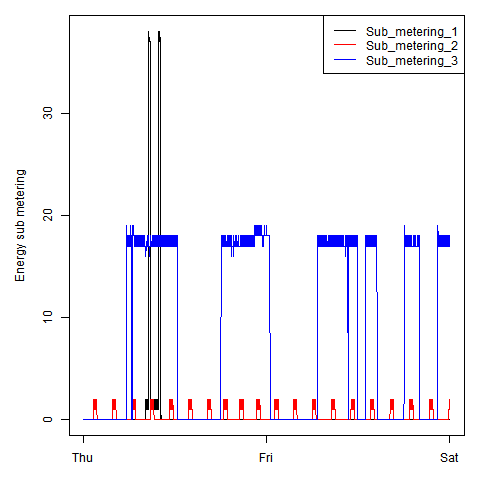 Sub_metering_1
Sub_metering_2
Sub_metering_3
Energy sub metering
30
20
10
0
Thu
Fri
Sat